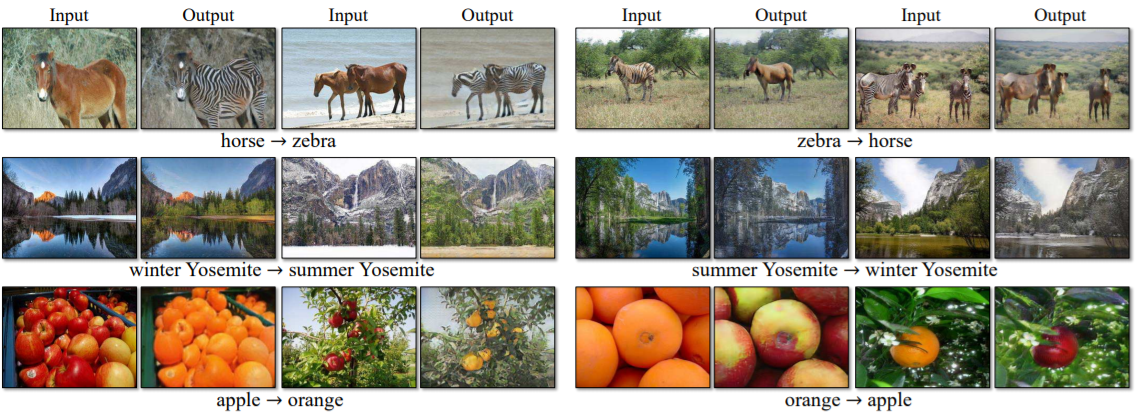 Input Output Input Output Input Output Input Output
horse → zebra zebra → horse
winter Yosemite → summer Yosemite summer Yosemite → winter Yosemite
apple → orange orange → apple